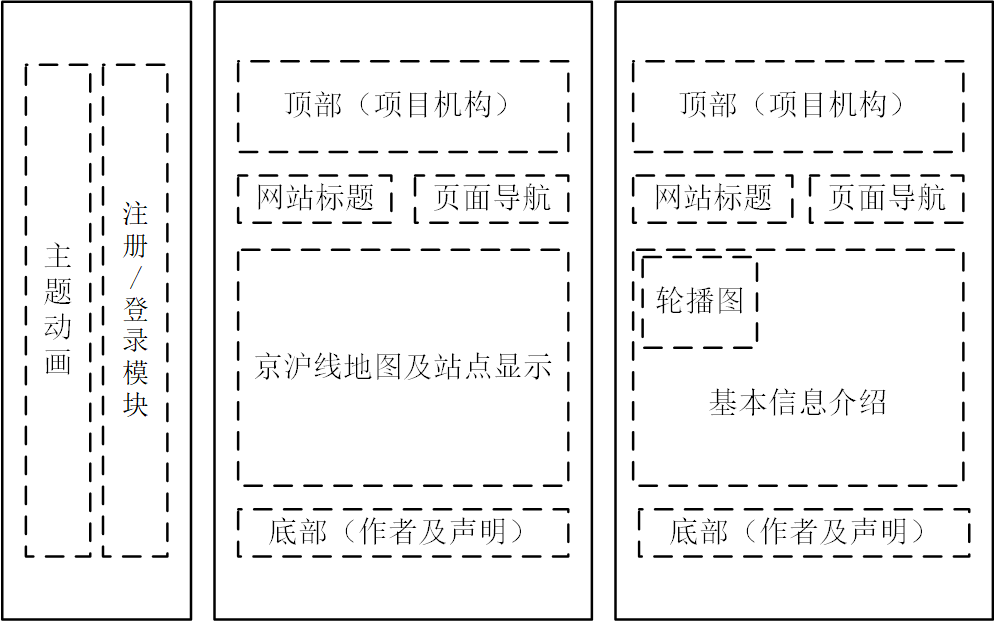 主题动画
注册/登录模块
顶部（项目机构）
网站标题
页面导航
京沪线地图及站点显示
底部（作者及声明）
顶部（项目机构）
网站标题
页面导航
轮播图
基本信息介绍
底部（作者及声明）